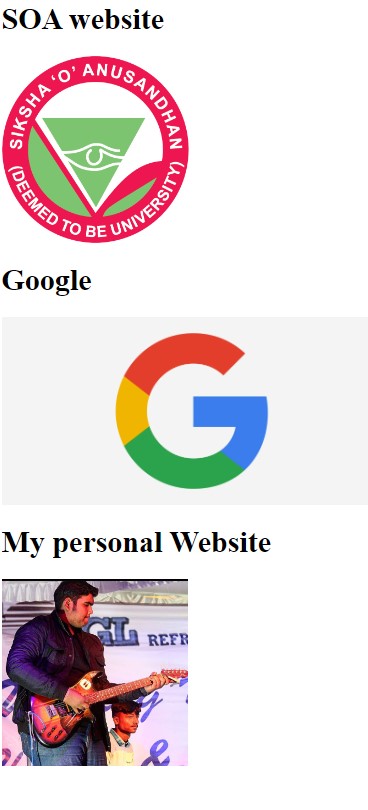 SOA website
SIKSHA 'O' ANUSANDHAN
(DEEMED TO BE UNIVERSITY)
Google
My personal Website
GL REFR
&